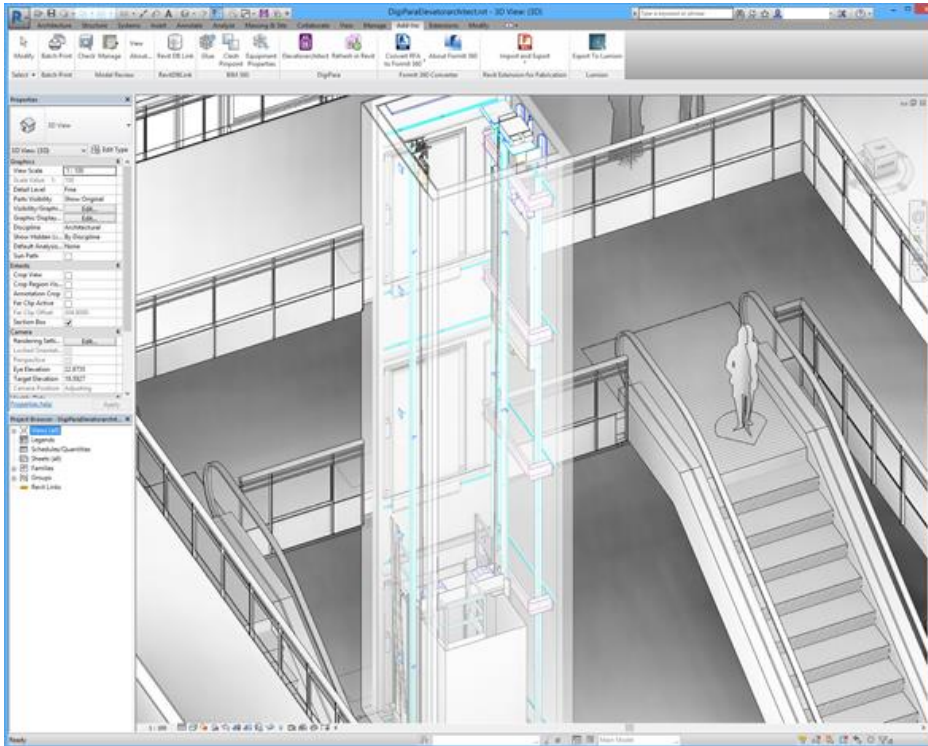 DigiParaElevatorarchitect.rvt - 3D View: {3D}
Type a keyword or phrase
Architecture Structure Systems Insert Annotate Analyze Massing & Site Collaborate View Manage Add-Ins Extensions Modify
Modify Batch Print Check Manage View About... Revit DB Link Glue Clash Pinpoint Equipment Properties Elevatorarchitect Refresh in Revit Convert RFA to FormIt 360 About FormIt 360 Import and Export Export To Lumion
Select Batch Print Model Review RevitDBLink BIM 360 DigiPara FormIt 360 Converter Revit Extension for Fabrication Lumion
Properties
3D View
3D View: {3D} Edit Type
Graphics
View Scale 1 : 100
Scale Value 1: 100
Detail Level Fine
Parts Visibility Show Original
Visibility/Graphi... Edit...
Graphic Display... Edit...
Discipline Architectural
Show Hidden Li... By Discipline
Default Analysis... None
Sun Path
Extents
Crop View
Crop Region Vis...
Annotation Crop
Far Clip Active
Far Clip Offset
Section Box
Camera
Rendering Setti... Edit...
Locked Orientati...
Perspective
Eye Elevation
Target Elevation
Camera Position Adjusting
Properties help Apply
Project Browser - DigiParaElevatorarchit...
Views (all)
Legends
Schedules/Quantities
Sheets (all)
Families
Groups
Revit Links
1 : 100
Ready
Main Model